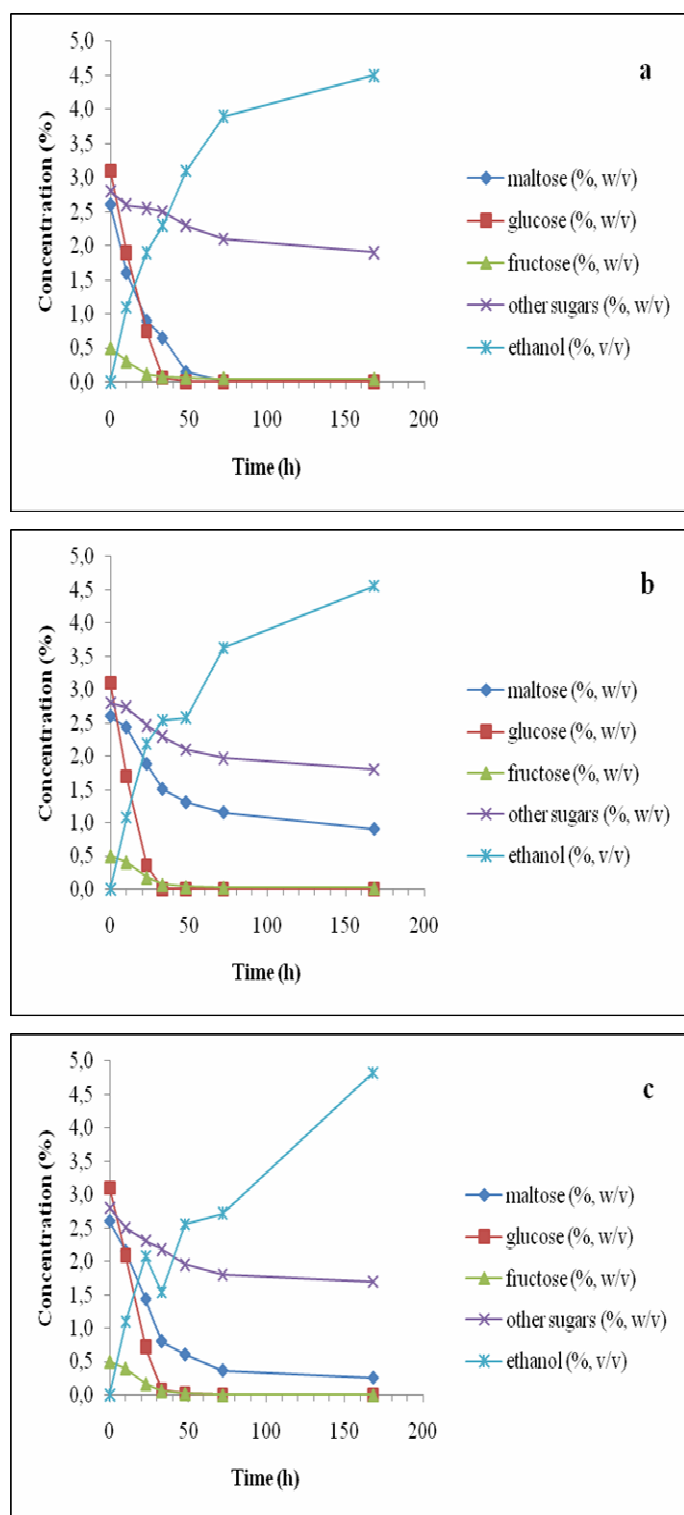 a
Concentration (%)
5,0
4,5
4,0
3,5
3,0
2,5
2,0
1,5
1,0
0,5
0,0
maltose (%, w/v)
glucose (%, w/v)
fructose (%, w/v)
other sugars (%, w/v)
ethanol (%, v/v)
0 50 100 150 200
Time (h)
b
Concentration (%)
5,0
4,5
4,0
3,5
3,0
2,5
2,0
1,5
1,0
0,5
0,0
maltose (%, w/v)
glucose (%, w/v)
fructose (%, w/v)
other sugars (%, w/v)
ethanol (%, v/v)
0 50 100 150 200
Time (h)
c
Concentration (%)
5,0
4,5
4,0
3,5
3,0
2,5
2,0
1,5
1,0
0,5
0,0
maltose (%, w/v)
glucose (%, w/v)
fructose (%, w/v)
other sugars (%, w/v)
ethanol (%, v/v)
0 50 100 150 200
Time (h)